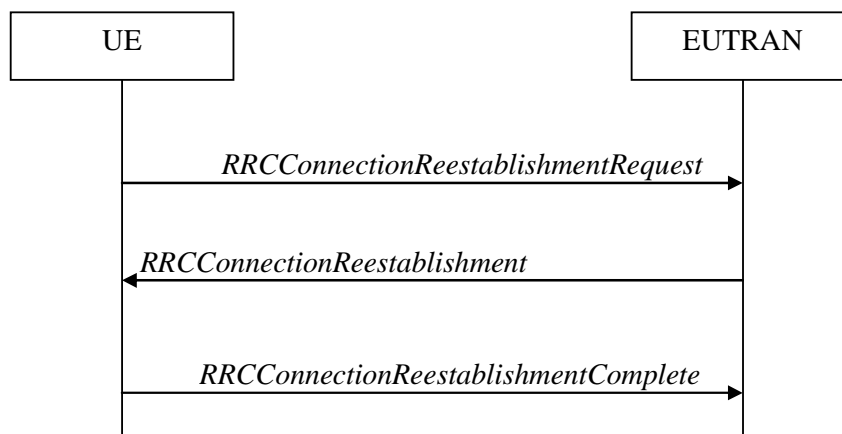 UE
EUTRAN
RRCConnectionReestablishmentRequest
RRCConnectionReestablishment
RRCConnectionReestablishmentComplete